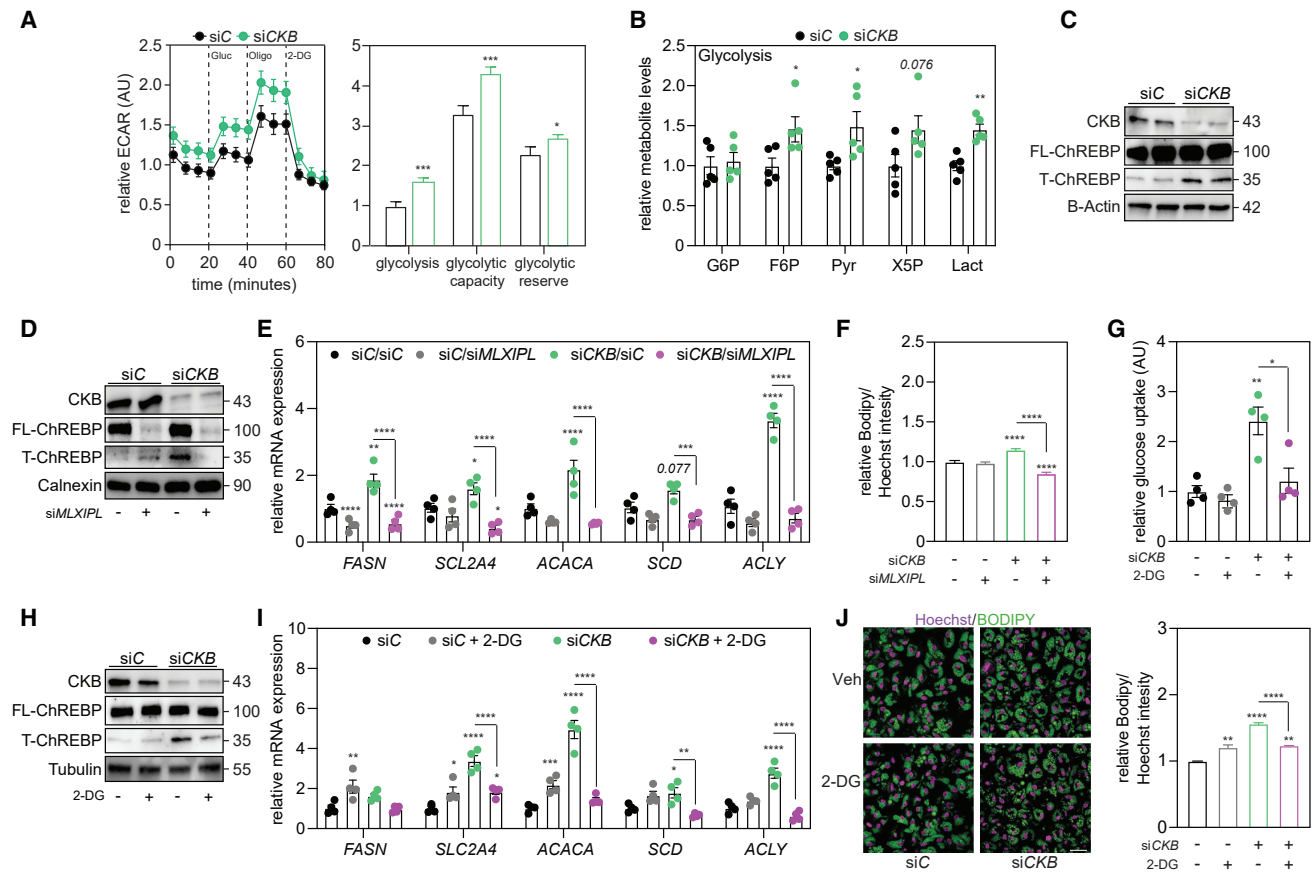 A
siC siCKB
Gluc Oligo 2-DG
relative ECAR (AU)
2.5
2.0
1.5
1.0
0.5
0
0 20 40 60 80
time (minutes)
5
4
3
2
1
0
*** *** *
glycolysis glycolytic capacity glycolytic reserve
B
siC siCKB
Glycolysis
relative metabolite levels
2.5
2.0
1.5
1.0
0.5
0
* * 0.076 **
G6P F6P Pyr X5P Lact
C
siC siCKB
CKB 43
FL-ChREBP 100
T-ChREBP 35
B-Actin 42
D
siC siCKB
CKB 43
FL-ChREBP 100
T-ChREBP 35
Calnexin 90
siMLXIPL - + - +
E
siC/siC siC/siMLXIPL siCKB/siC siCKB/siMLXIPL
relative mRNA expression
6
4
2
0
**** ** **** ****
* **** *
**** ****
0.077 ***
**** ****
FASN SCL2A4 ACACA SCD ACLY
F
relative Bodipy/
Hoechst intesity
2.5
2.0
1.5
1.0
0.5
0
**** **** ****
siCKB - - + +
siMLXIPL - + - +
G
relative glucose uptake (AU)
4
3
2
1
0
** *
siCKB - - + +
2-DG - + - +
H
siC siCKB
CKB 43
FL-ChREBP 100
T-ChREBP 35
Tubulin 55
2-DG - + - +
I
siC siC + 2-DG siCKB siCKB + 2-DG
relative mRNA expression
10
8
6
4
2
0
**
* **** **** *
*** **** ****
* **
**** ****
FASN SLC2A4 ACACA SCD ACLY
J
Hoechst/BODIPY
Veh
2-DG
siC siCKB
relative Bodipy/
Hoechst intesity
3
2
1
0
** **** **** **
siCKB - - + +
2-DG - + - +